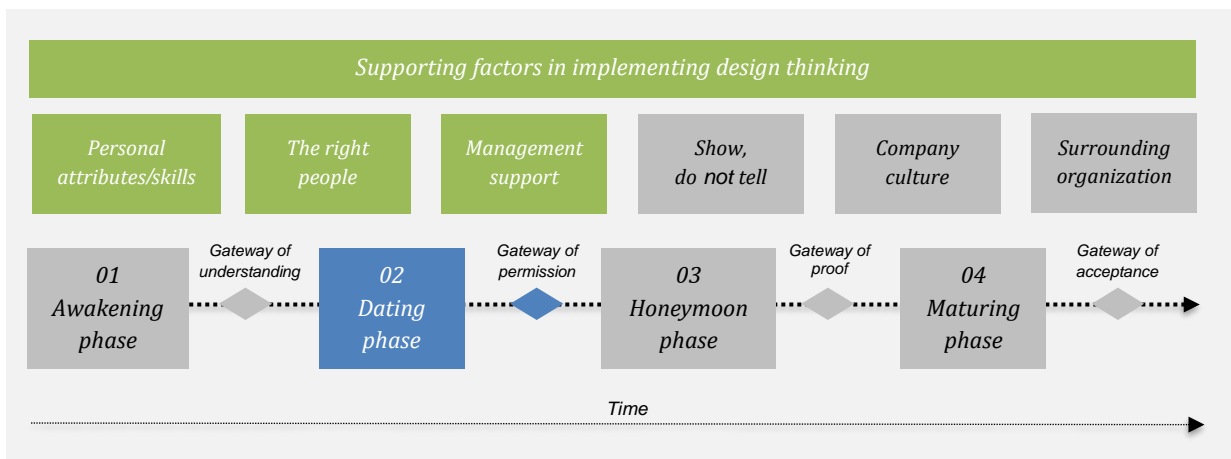 Supporting factors in implementing design thinking
Personal
attributes/skills
The right
people
Management
support
Show,
do not tell
Company
culture
Surrounding
organization
01
Awakening
phase
Gateway of
understanding
02
Dating
phase
Gateway of
permission
03
Honeymoon
phase
Gateway of
proof
04
Maturing
phase
Gateway of
acceptance
Time